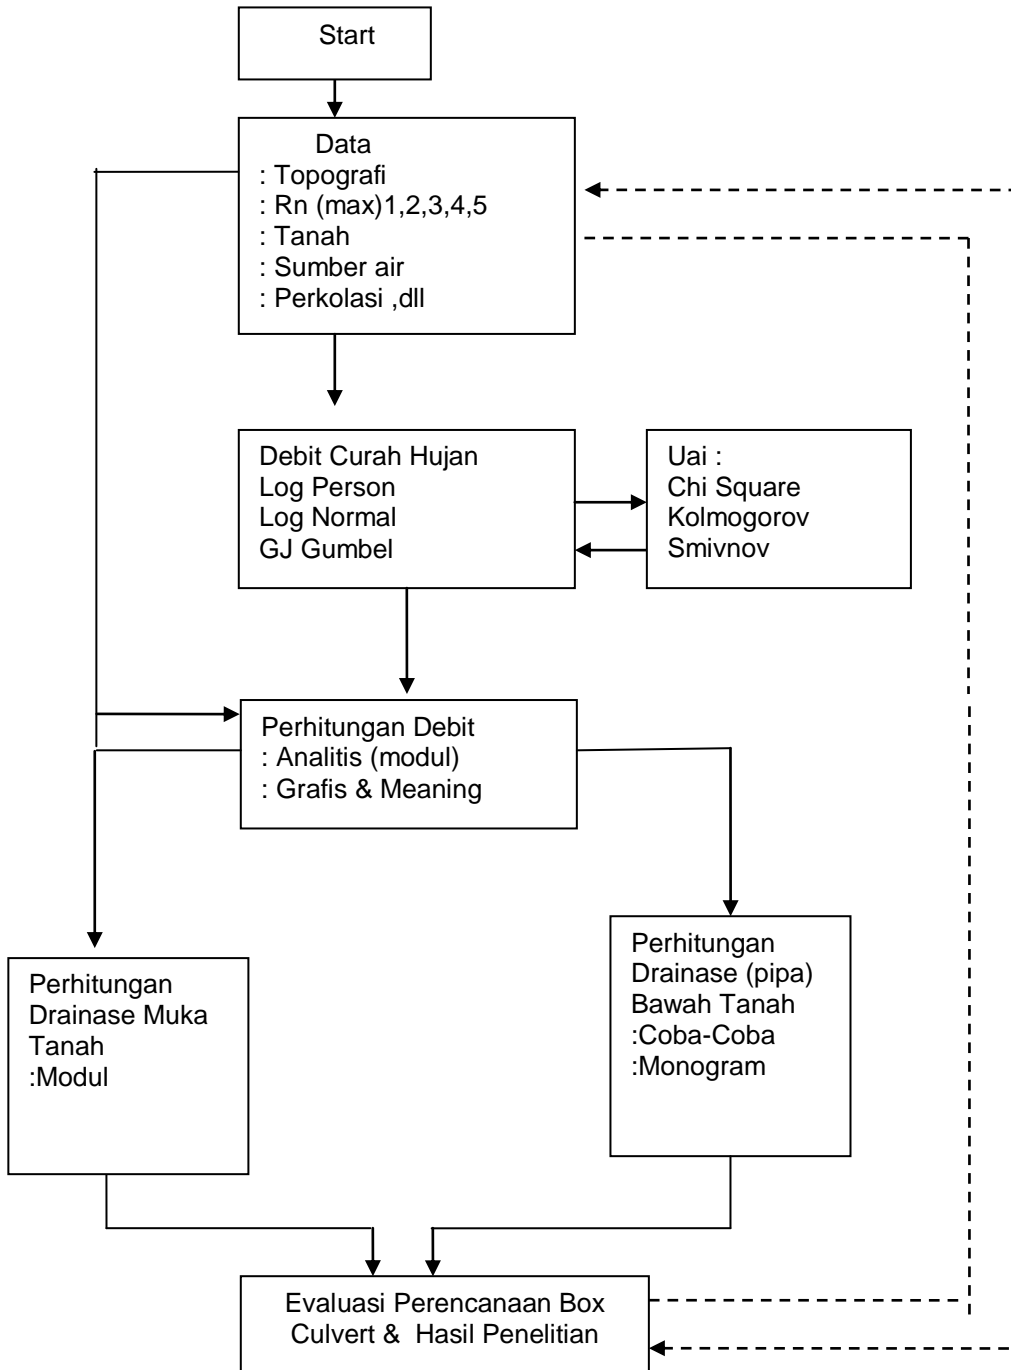 Start
Data
: Topografi
: Rn (max)1,2,3,4,5
: Tanah
: Sumber air
: Perkolasi ,dll
Debit Curah Hujan
Log Person
Log Normal
GJ Gumbel
Uai :
Chi Square
Kolmogorov
Smivnov
Perhitungan Debit
: Analitis (modul)
: Grafis & Meaning
Perhitungan
Drainase Muka
Tanah
:Modul
Perhitungan
Drainase (pipa)
Bawah Tanah
:Coba-Coba
:Monogram
Evaluasi Perencanaan Box
Culvert & Hasil Penelitian